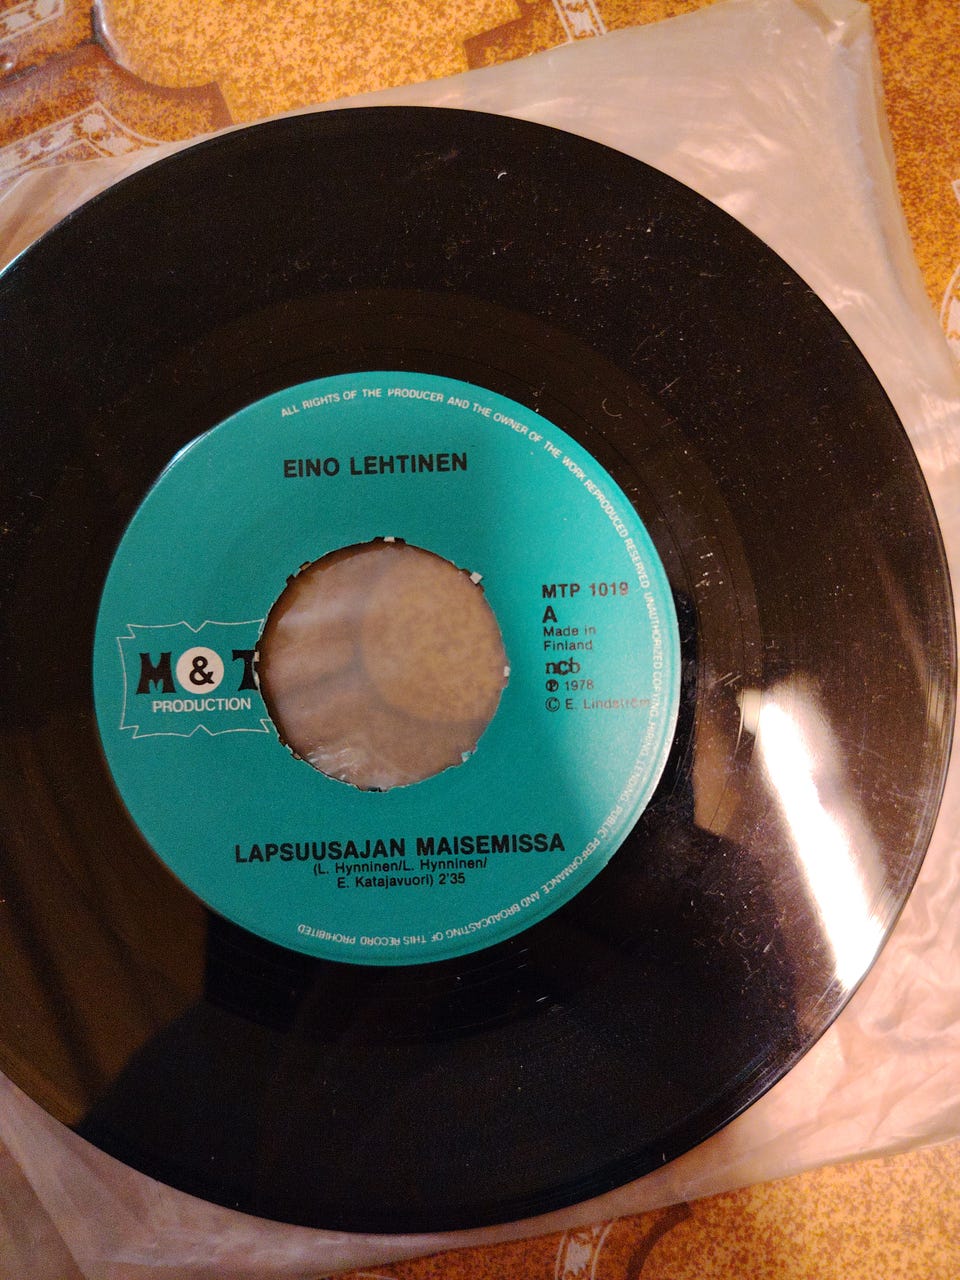 ALL RIGHTS OF THE PRODUCER AND THE OWNER OF THE WORK REPRODUCED RESERVED UNAUTHORIZED COPYING HIRING LENDING PUBLIC PERFORMANCE AND BROADCASTING OF THIS RECORD PROHIBITED
EINO LEHTINEN
MTP 1019
A
Made in
Finland
ncb
Ⓟ 1978
© E. Lindström
M & T
PRODUCTION
LAPSUUSAJAN MAISEMISSA
(L. Hynninen/L. Hynninen/
E. Katajavuori) 2'35